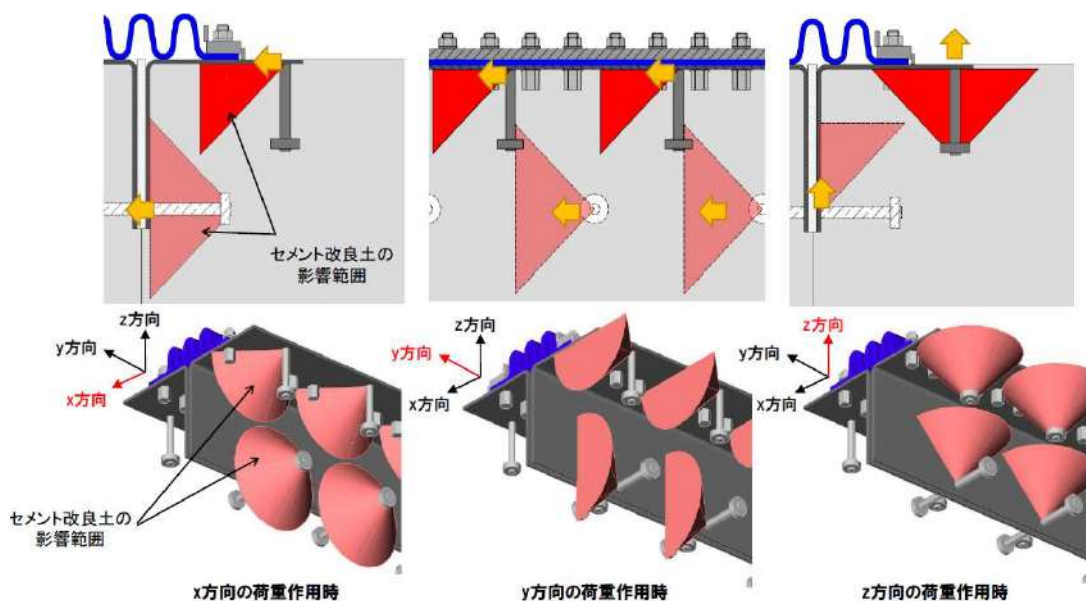 セメント改良土の
影響範囲
z方向
y方向
x方向
セメント改良土の
影響範囲
x方向の荷重作用時
z方向
y方向
x方向
y方向の荷重作用時
z方向
y方向
x方向
z方向の荷重作用時